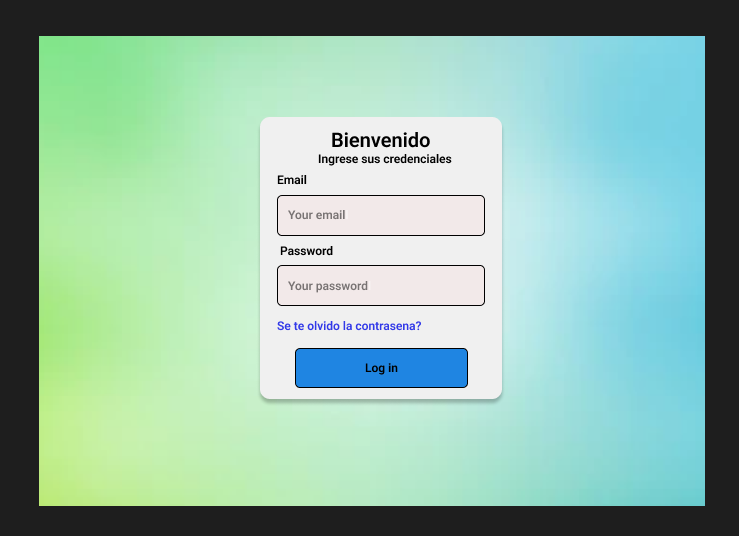 Bienvenido
Ingrese sus credenciales
Email
Your email
Password
Your password
Se te olvido la contrasena?
Log in